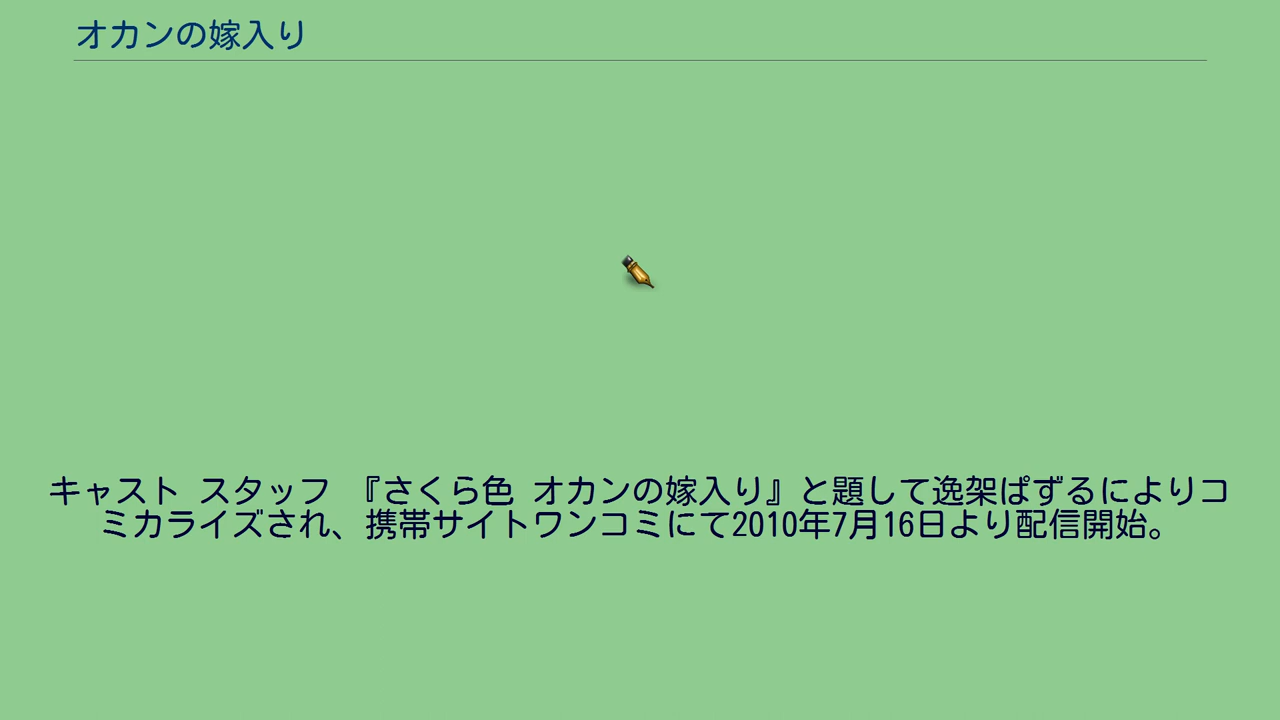 オカンの嫁入り
キャスト スタッフ 『さくら色 オカンの嫁入り』と題して逸架ぱずるによりコ
ミカライズされ、携帯サイトワンコミにて2010年7月16日より配信開始。